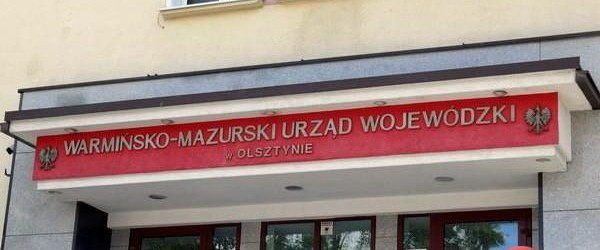 WARMIŃSKO-MAZURSKI URZĄD WOJEWÓDZKI
w OLSZTYNIE